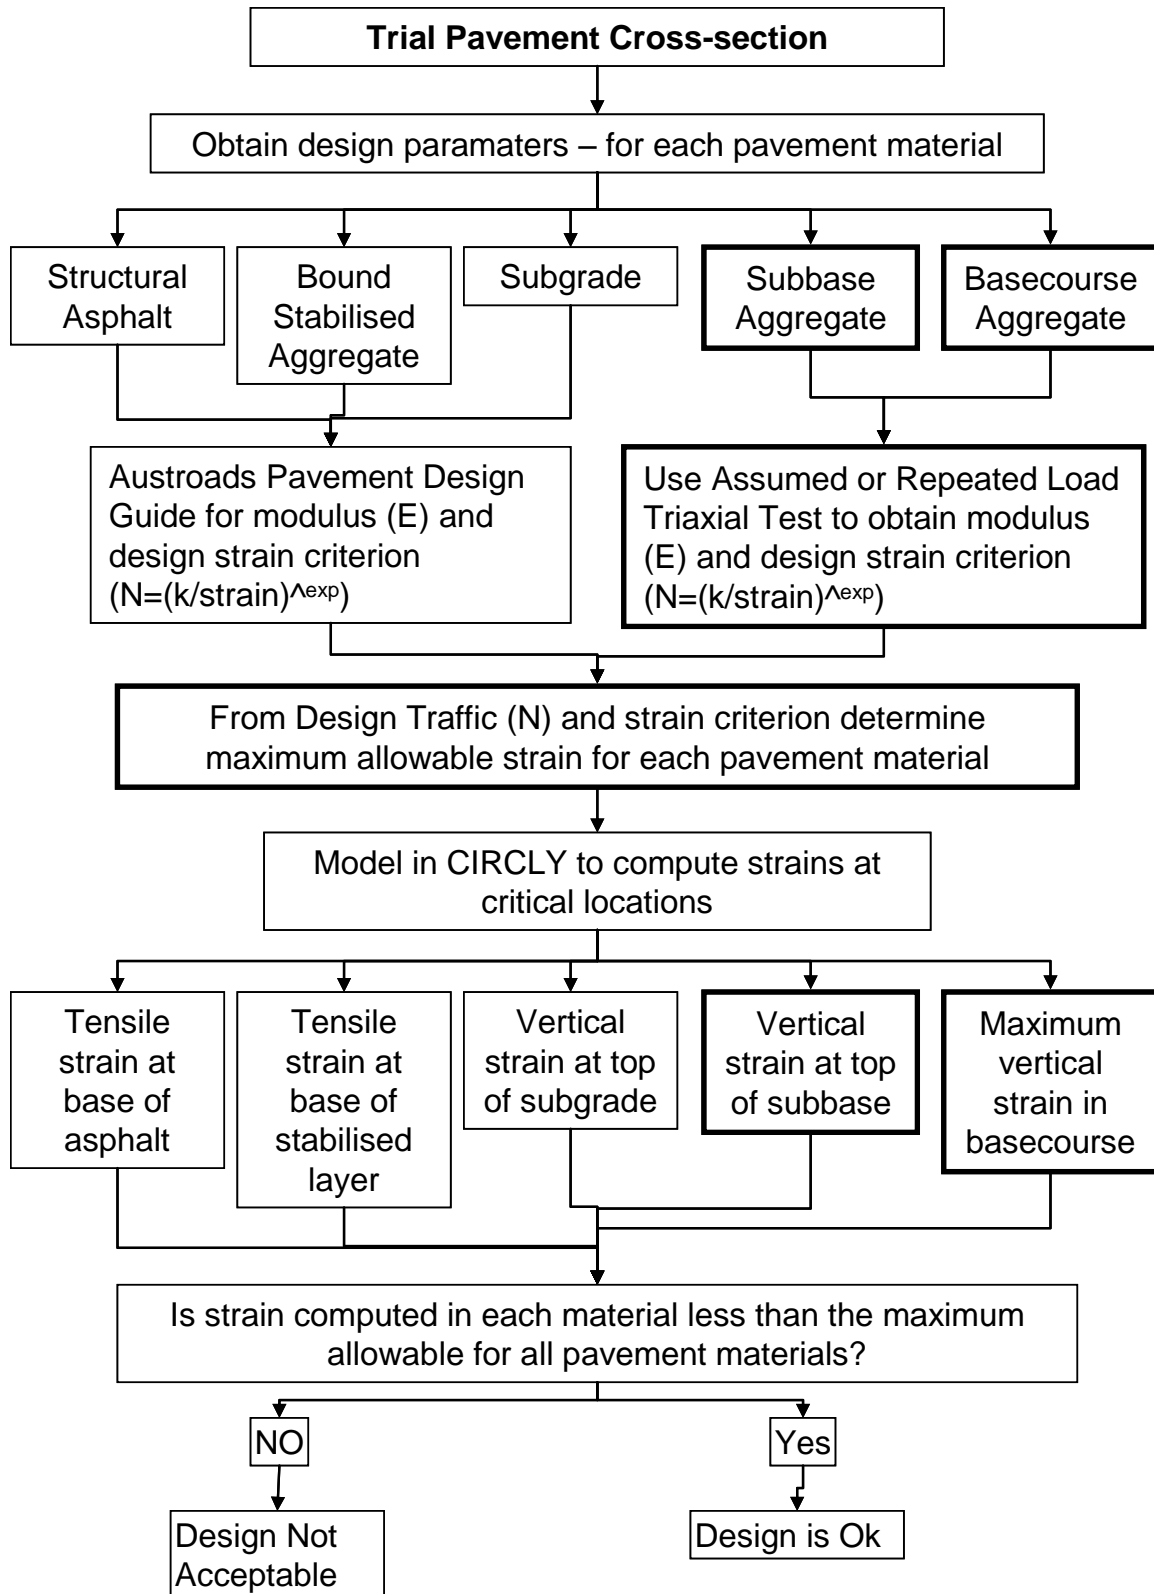 Trial Pavement Cross-section
Obtain design paramaters – for each pavement material
Structural
Asphalt
Bound
Stabilised
Aggregate
Subgrade
Subbase
Aggregate
Basecourse
Aggregate
Austroads Pavement Design
Guide for modulus (E) and
design strain criterion
(N=(k/strain)^exp)
Use Assumed or Repeated Load
Triaxial Test to obtain modulus
(E) and design strain criterion
(N=(k/strain)^exp)
From Design Traffic (N) and strain criterion determine
maximum allowable strain for each pavement material
Model in CIRCLY to compute strains at
critical locations
Tensile
strain at
base of
asphalt
Tensile
strain at
base of
stabilised
layer
Vertical
strain at top
of subgrade
Vertical
strain at top
of subbase
Maximum
vertical
strain in
basecourse
Is strain computed in each material less than the maximum
allowable for all pavement materials?
NO
Yes
Design Not
Acceptable
Design is Ok